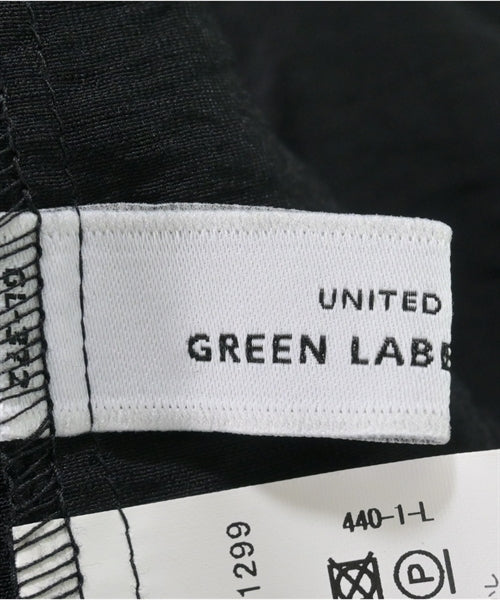 UNITED
GREEN LABE
440-1-L
1299
P